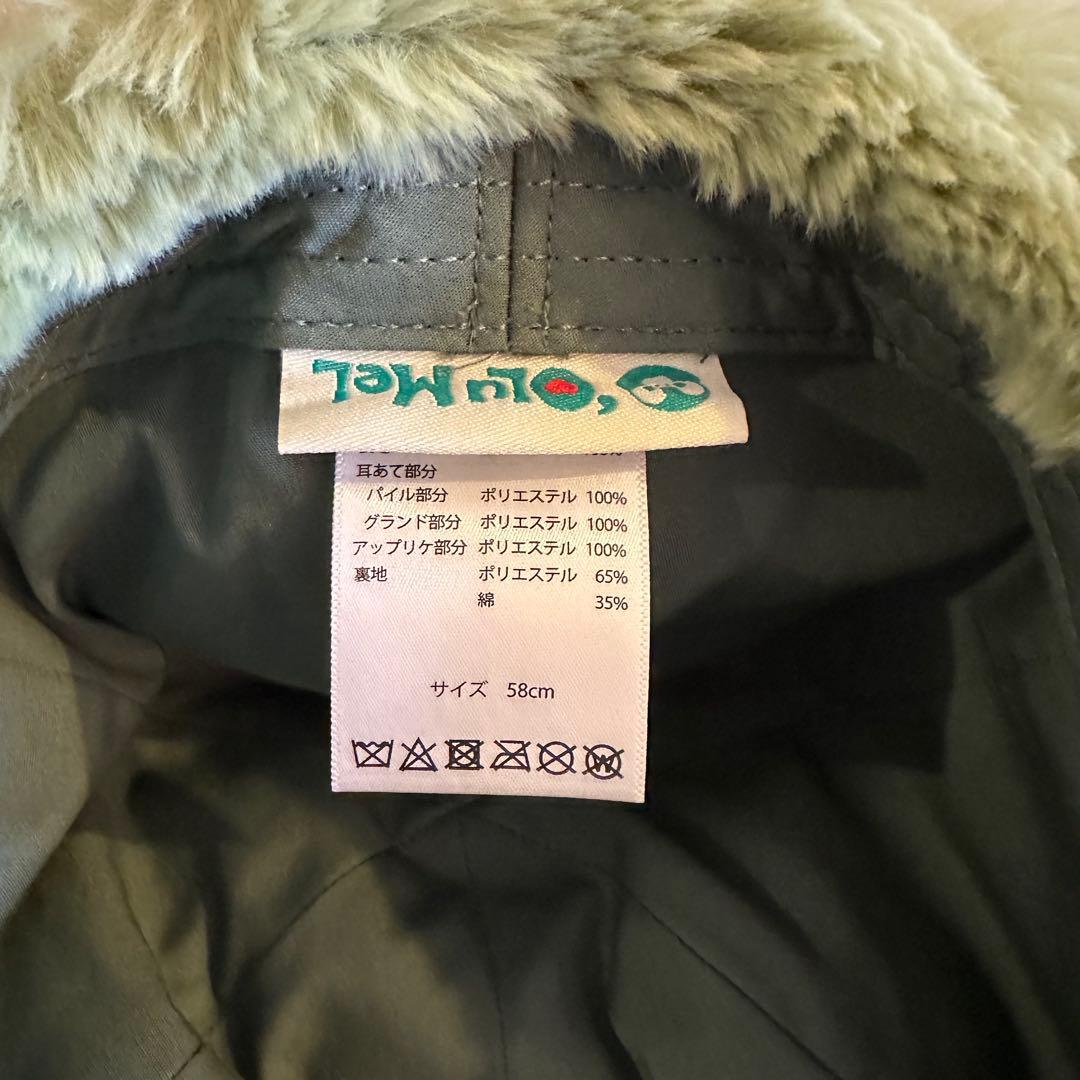 'OLU MEL
耳あて部分
パイル部分 ポリエステル 100%
グランド部分 ポリエステル 100%
アップリケ部分 ポリエステル 100%
裏地 ポリエステル 65%
綿 35%
サイズ 58cm
W